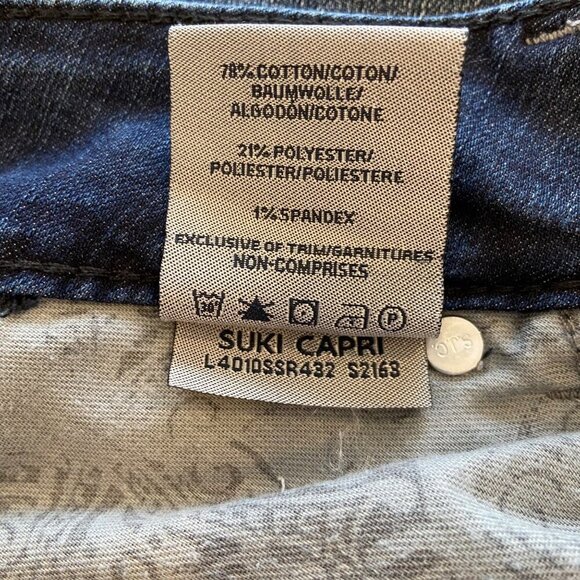 78% COTTON/COTON/
BAUMWOLLE/
ALGODÓN/COTONE
21% POLYESTER/
POLIESTER/POLIESTERE
1% SPANDEX
EXCLUSIVE OF TRIM/GARNITURES
NON-COMPRISES
30 P
SUKI CAPRI
L4010SSR432 S2163